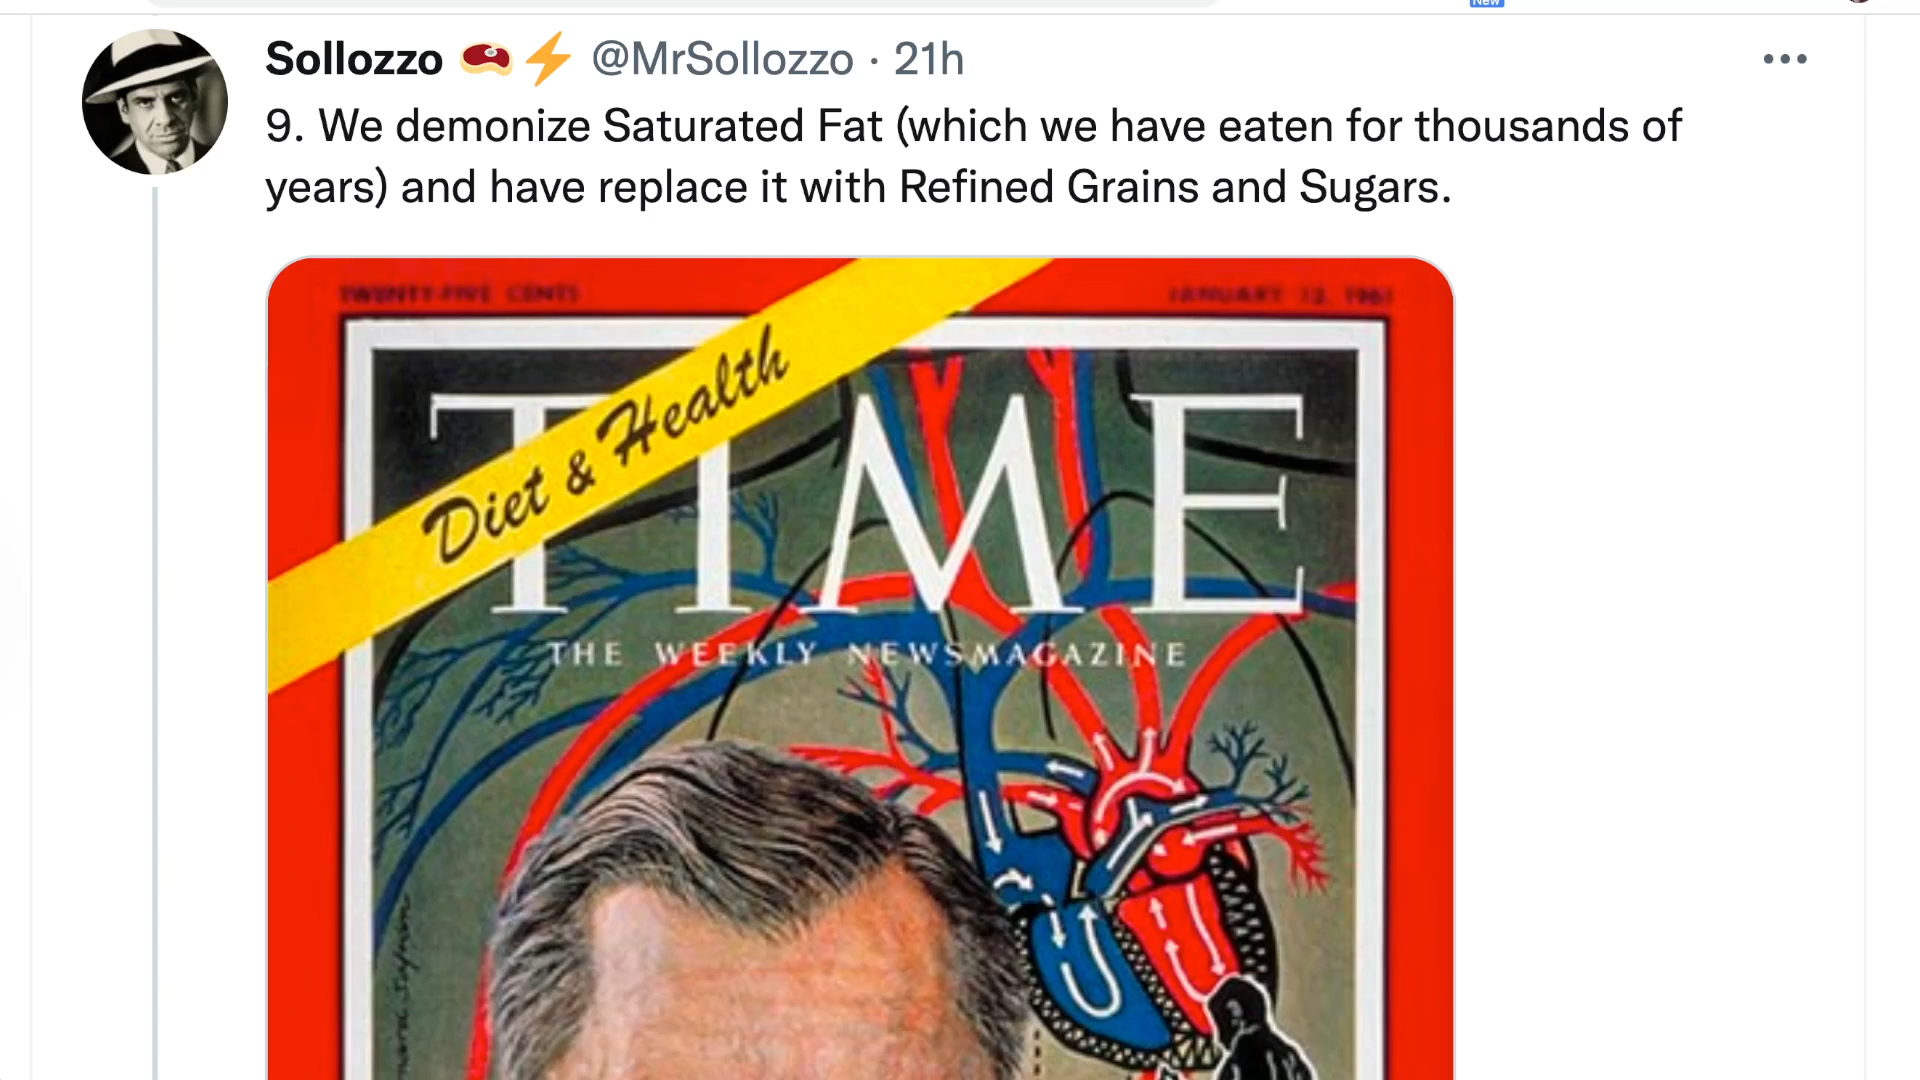 New
Sollozzo 🥩⚡ @MrSollozzo · 21h
9. We demonize Saturated Fat (which we have eaten for thousands of
years) and have replace it with Refined Grains and Sugars.
TWENTY-FIVE CENTS
JANUARY 13, 1961
Diet & Health
TIME
THE WEEKLY NEWSMAGAZINE